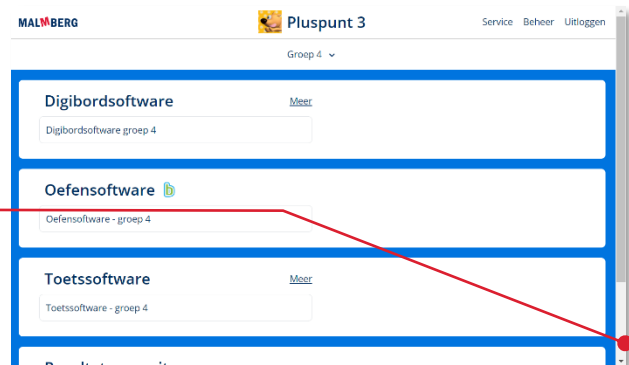 MALMBERG
Pluspunt 3
Service Beheer Uitloggen
Groep 4
Digibordsoftware
Meer
Digibordsoftware groep 4
Oefensoftware b
Oefensoftware - groep 4
Toetssoftware
Meer
Toetssoftware - groep 4